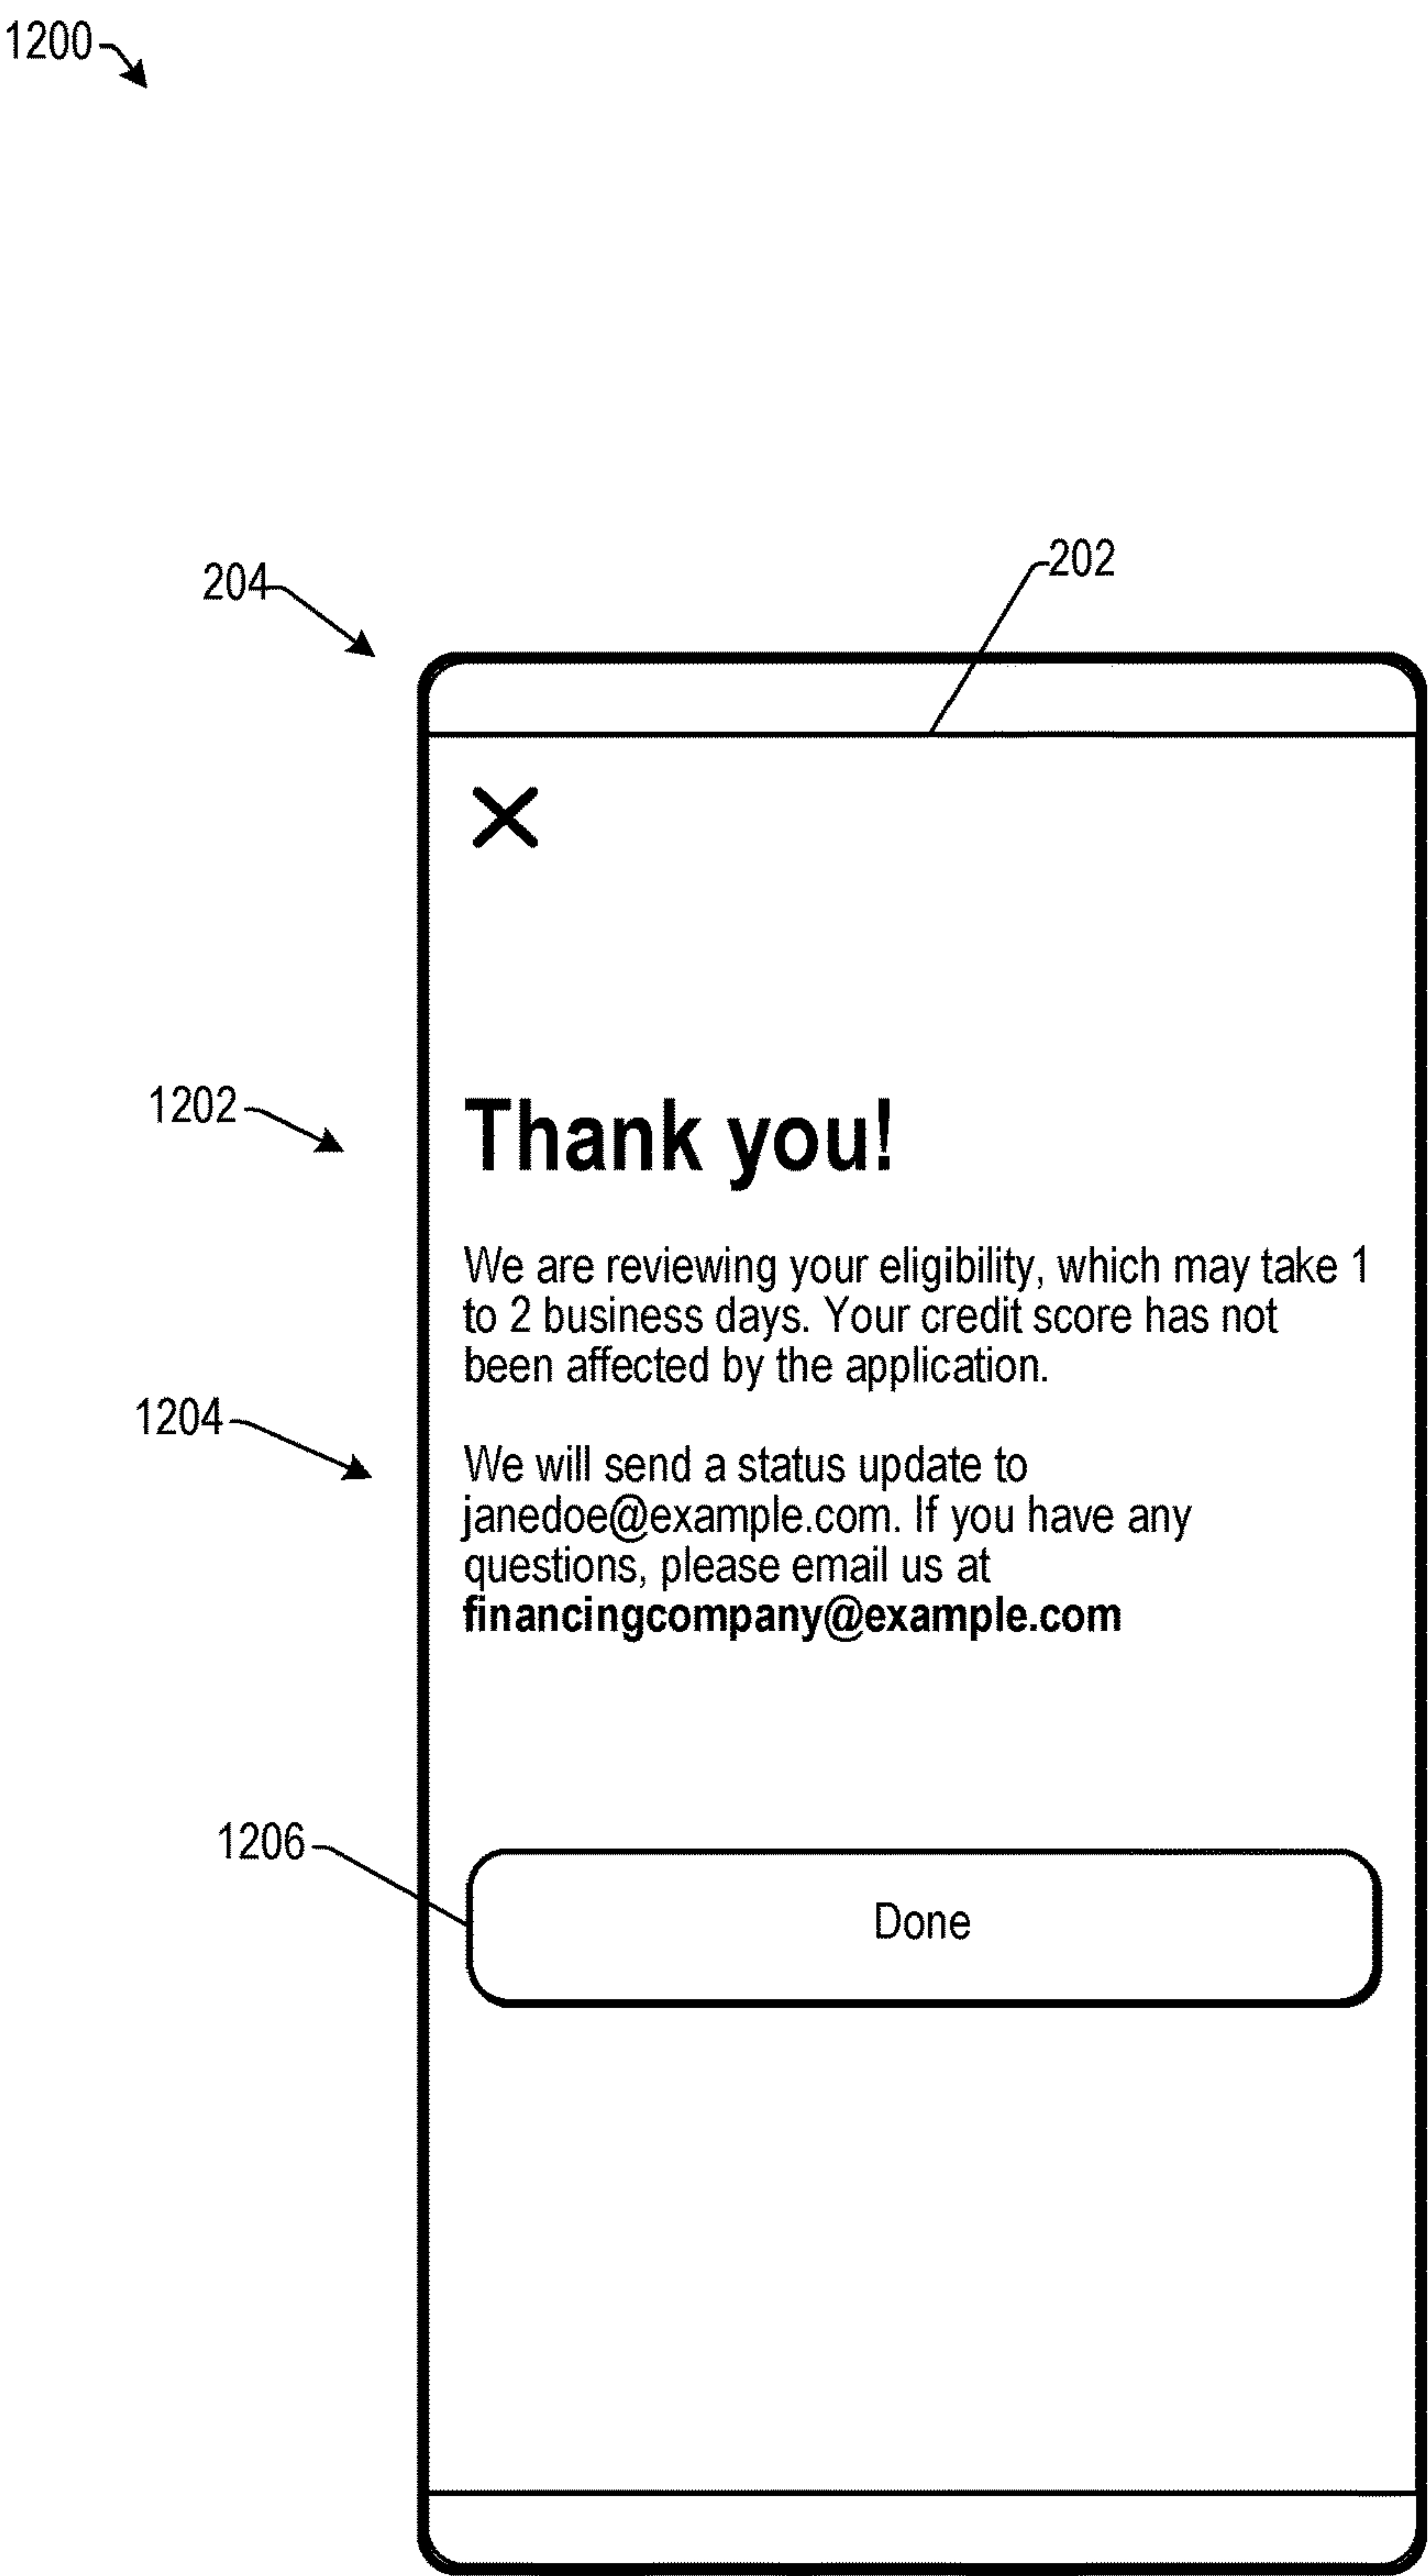 1200
204
202
1202
Thank you!
We are reviewing your eligibility, which may take 1
to 2 business days. Your credit score has not
been affected by the application.
1204
We will send a status update to
janedoe@example.com. If you have any
questions, please email us at
financingcompany@example.com
1206
Done